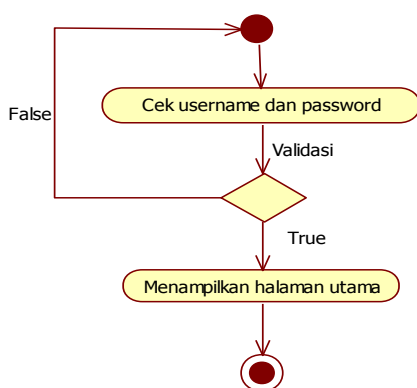 Cek username dan password
False
Validasi
True
Menampilkan halaman utama